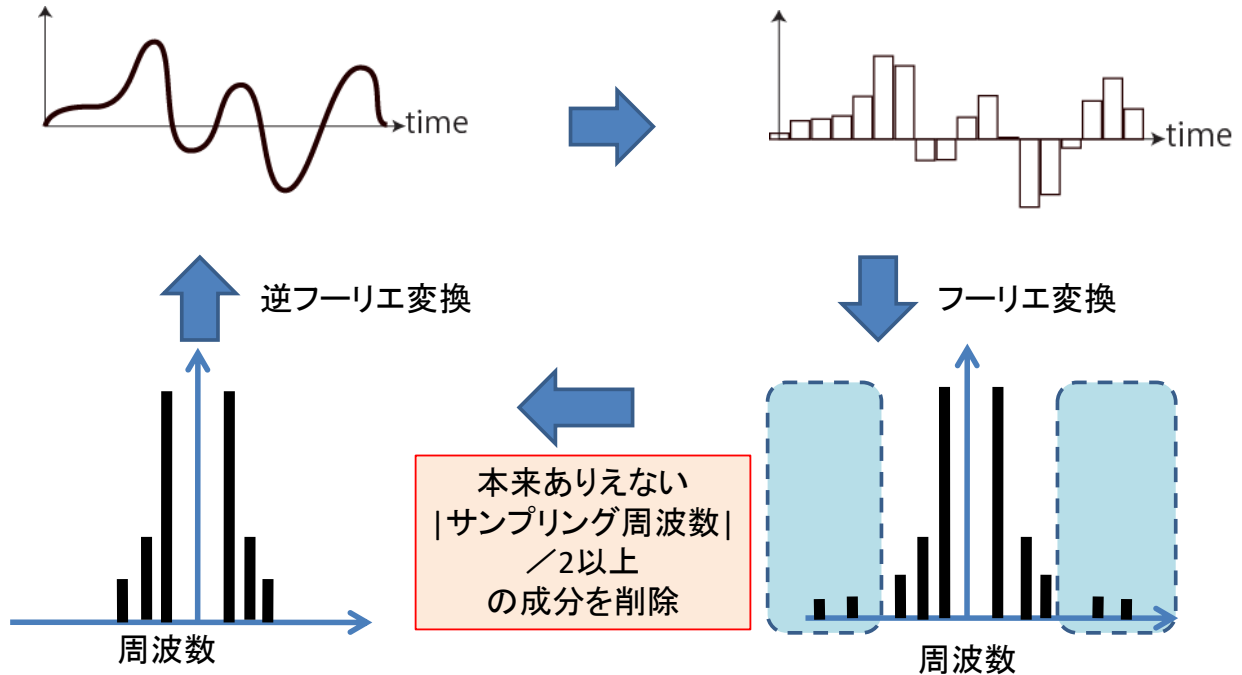 time
time
逆フーリエ変換
フーリエ変換
本来ありえない
|サンプリング周波数|
／2以上
の成分を削除
周波数
周波数